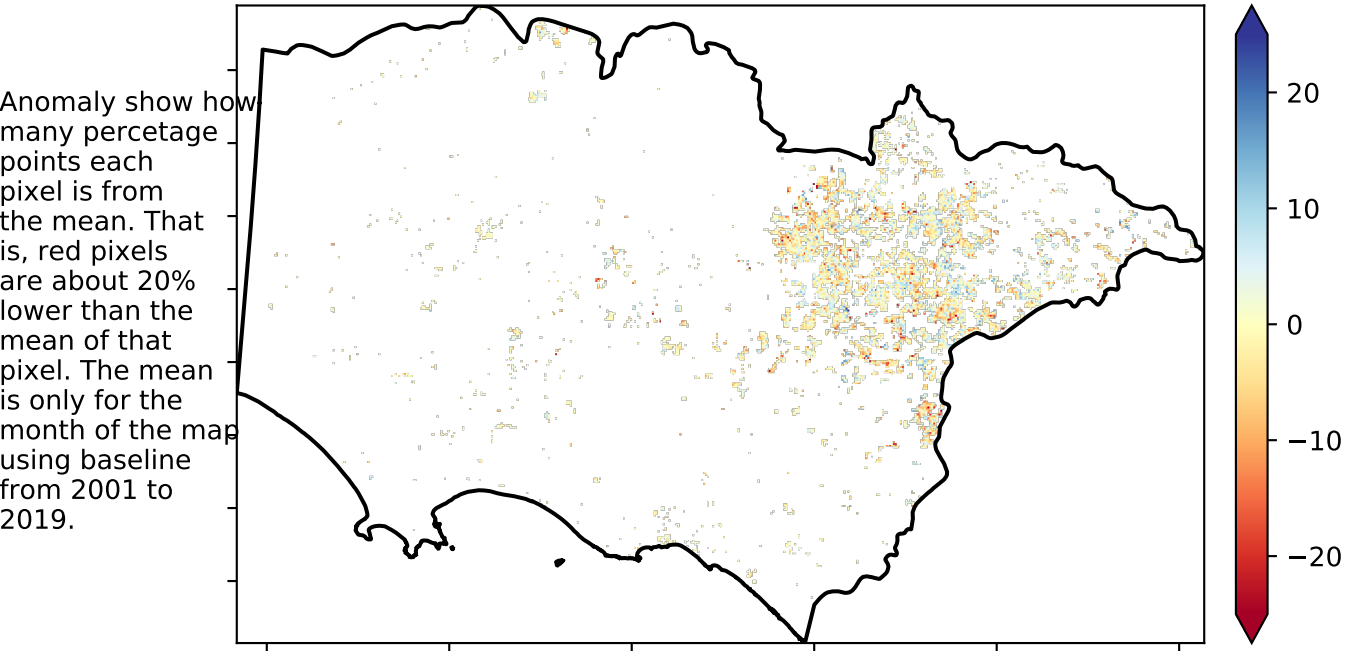 Anomaly show how
many percetage
points each
pixel is from
the mean. That
is, red pixels
are about 20%
lower than the
mean of that
pixel. The mean
is only for the
month of the map
using baseline
from 2001 to
2019.
20
10
0
−10
−20